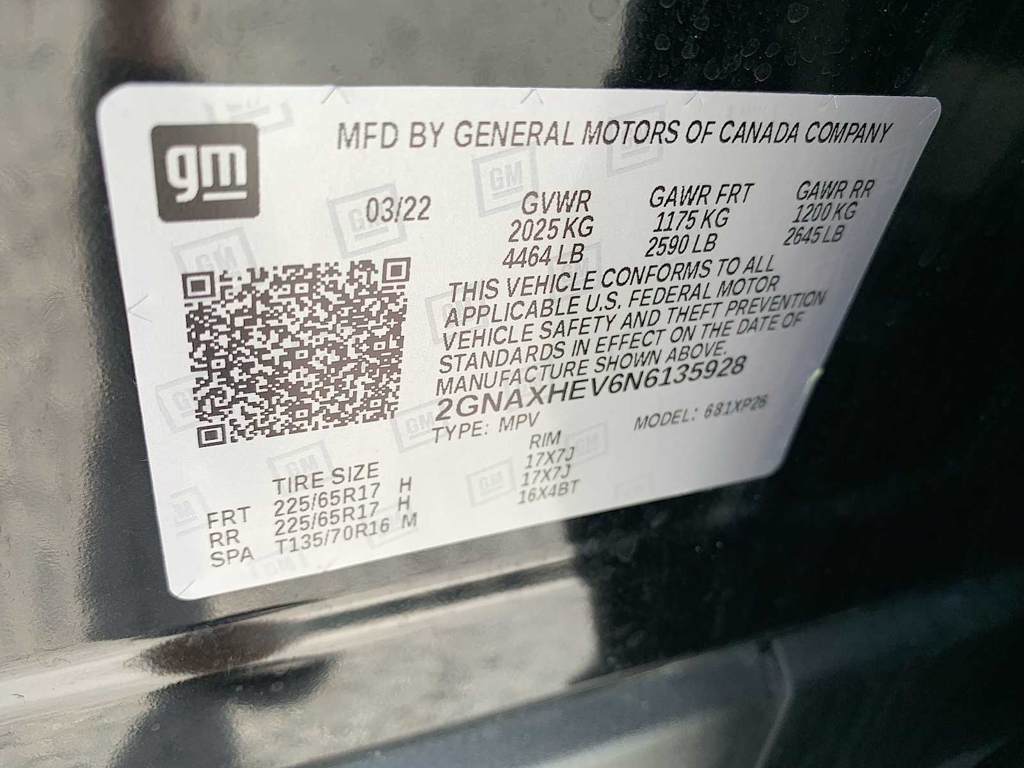 gm
MFD BY GENERAL MOTORS OF CANADA COMPANY
03/22
GVWR
2025 KG
4464 LB
GAWR FRT
1175 KG
2590 LB
GAWR RR
1200 KG
2645 LB
THIS VEHICLE CONFORMS TO ALL
APPLICABLE U.S. FEDERAL MOTOR
VEHICLE SAFETY AND THEFT PREVENTION
STANDARDS IN EFFECT ON THE DATE OF
MANUFACTURE SHOWN ABOVE.
2GNAXHEV6N6135928
TYPE: MPV MODEL: 681XP26
TIRE SIZE RIM
FRT 225/65R17 H 17X7J
RR 225/65R17 H 17X7J
SPA T135/70R16 M 16X4BT